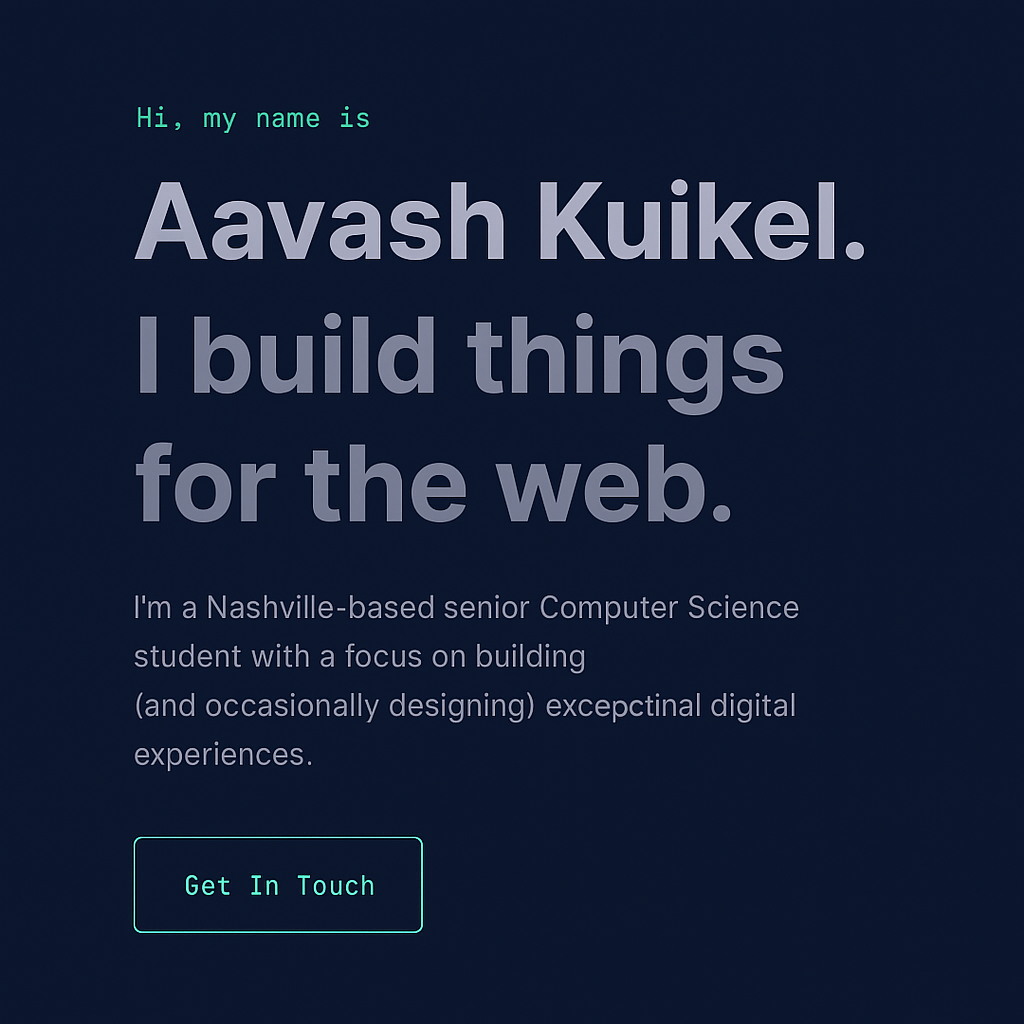 Hi, my name is
Aavash Kuikel.
I build things
for the web.
I'm a Nashville-based senior Computer Science
student with a focus on building
(and occasionally designing) excepctinal digital
experiences.
Get In Touch